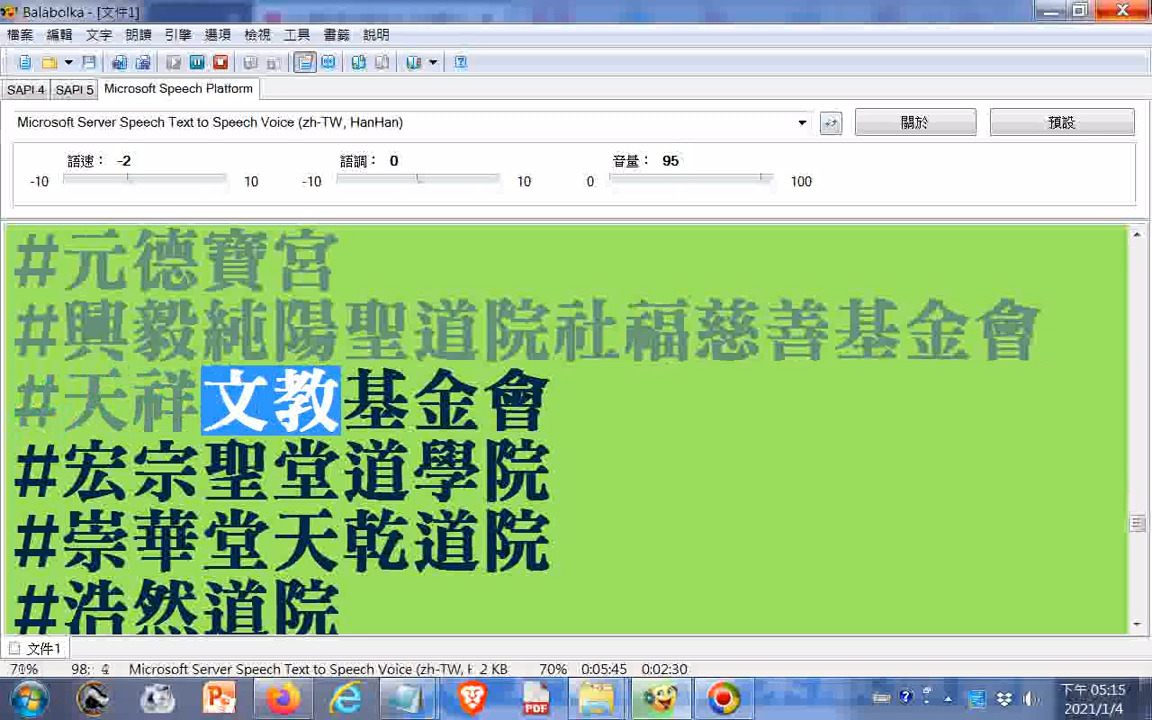 Balabolka - [文件1]
檔案 編輯 文字 朗讀 引擎 選項 檢視 工具 書籤 說明
SAPI 4 SAPI 5 Microsoft Speech Platform
Microsoft Server Speech Text to Speech Voice (zh-TW, HanHan) 關於 預設
語速： -2 語調： 0 音量： 95
-10 10 -10 10 0 100
#元德寶宮
#興毅純陽聖道院社福慈善基金會
#天祥文教基金會
#宏宗聖堂道學院
#崇華堂天乾道院
#浩然道院
文件1
70% 98: 4 Microsoft Server Speech Text to Speech Voice (zh-TW, H 2 KB 70% 0:05:45 0:02:30
PDF
下午 05:15
2021/1/4